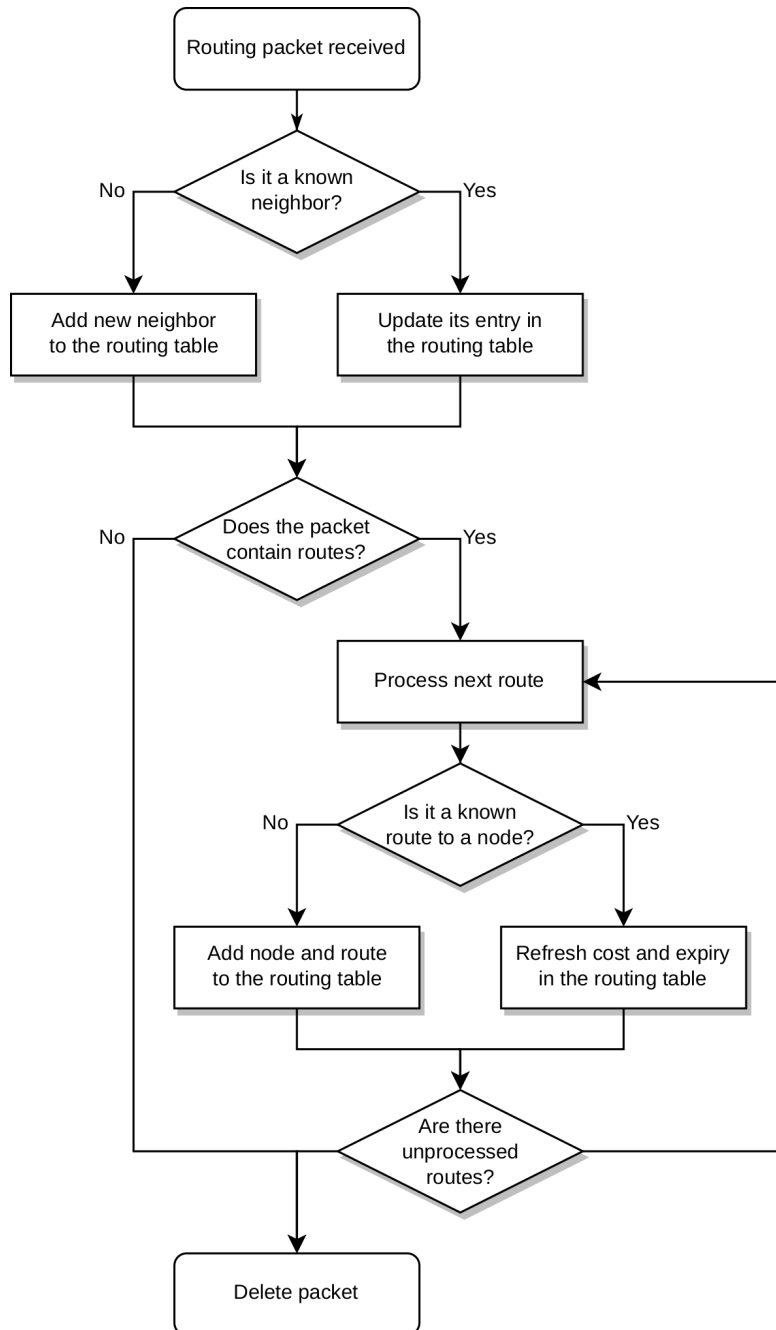 Routing packet received
Is it a known
neighbor?
No
Yes
Add new neighbor
to the routing table
Update its entry in
the routing table
Does the packet
contain routes?
No
Yes
Process next route
Is it a known
route to a node?
No
Yes
Add node and route
to the routing table
Refresh cost and expiry
in the routing table
Are there
unprocessed
routes?
Delete packet